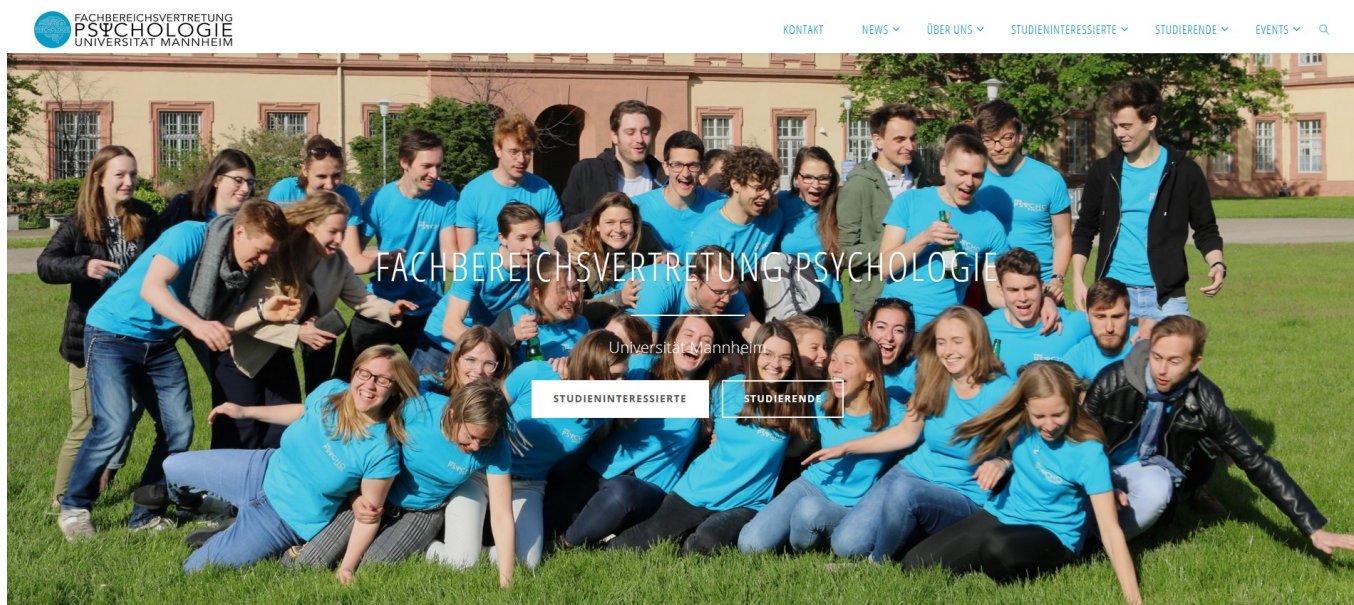 FACHBEREICHSVERTRETUNG
PSYCHOLOGIE
UNIVERSITÄT MANNHEIM
KONTAKT NEWS ÜBER UNS STUDIENINTERESSIERTE STUDIERENDE EVENTS
FACHBEREICHSVERTRETUNG PSYCHOLOGIE
Universität Mannheim
STUDIENINTERESSIERTE STUDIERENDE